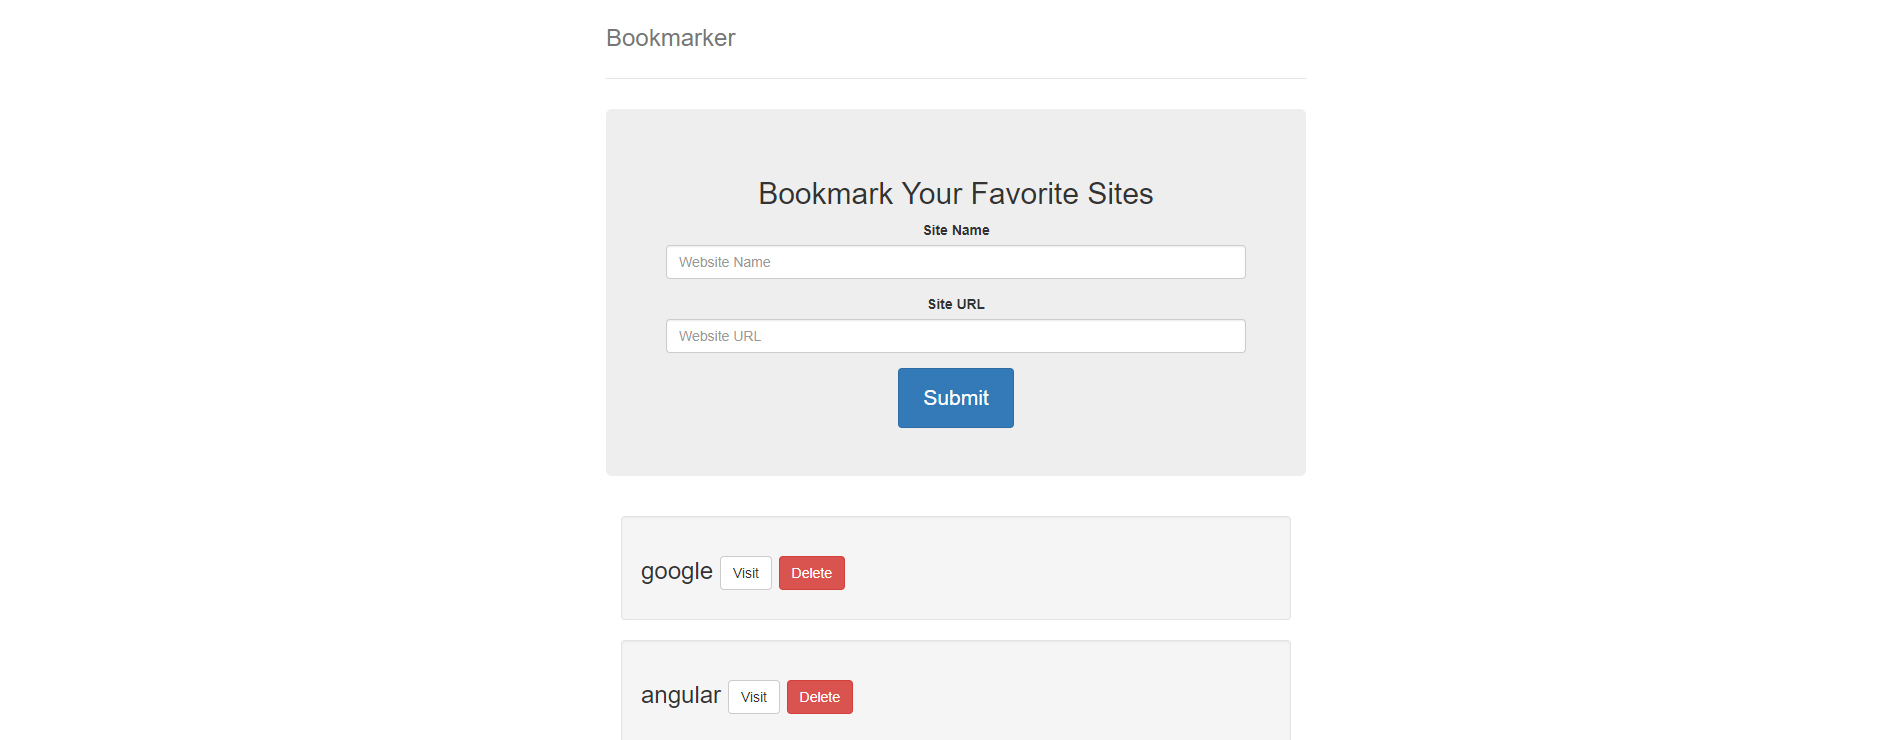 Bookmarker
Bookmark Your Favorite Sites
Site Name
Website Name
Site URL
Website URL
Submit
google Visit Delete
angular Visit Delete